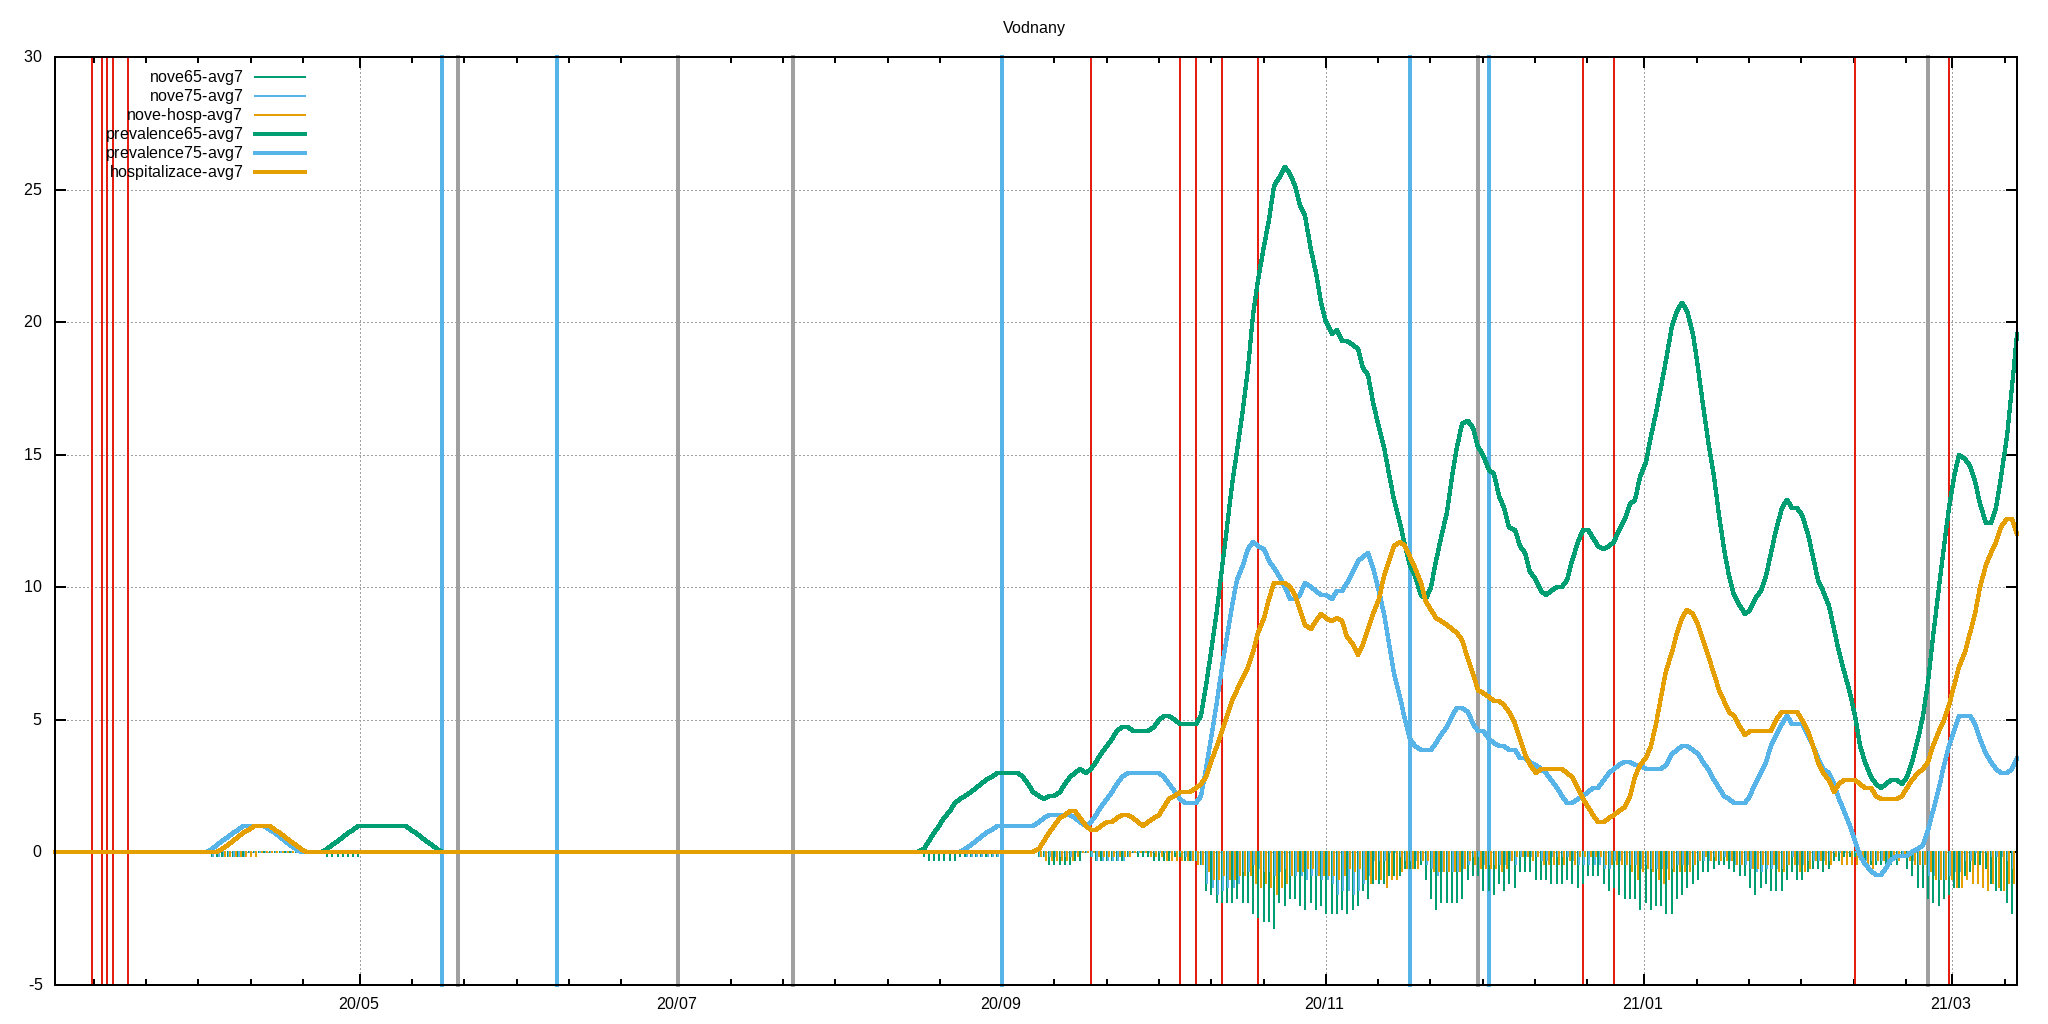 Vodnany
30
nove65-avg7
nove75-avg7
nove-hosp-avg7
prevalence65-avg7
prevalence75-avg7
hospitalizace-avg7
25
20
15
10
5
0
-5
20/05
20/07
20/09
20/11
21/01
21/03